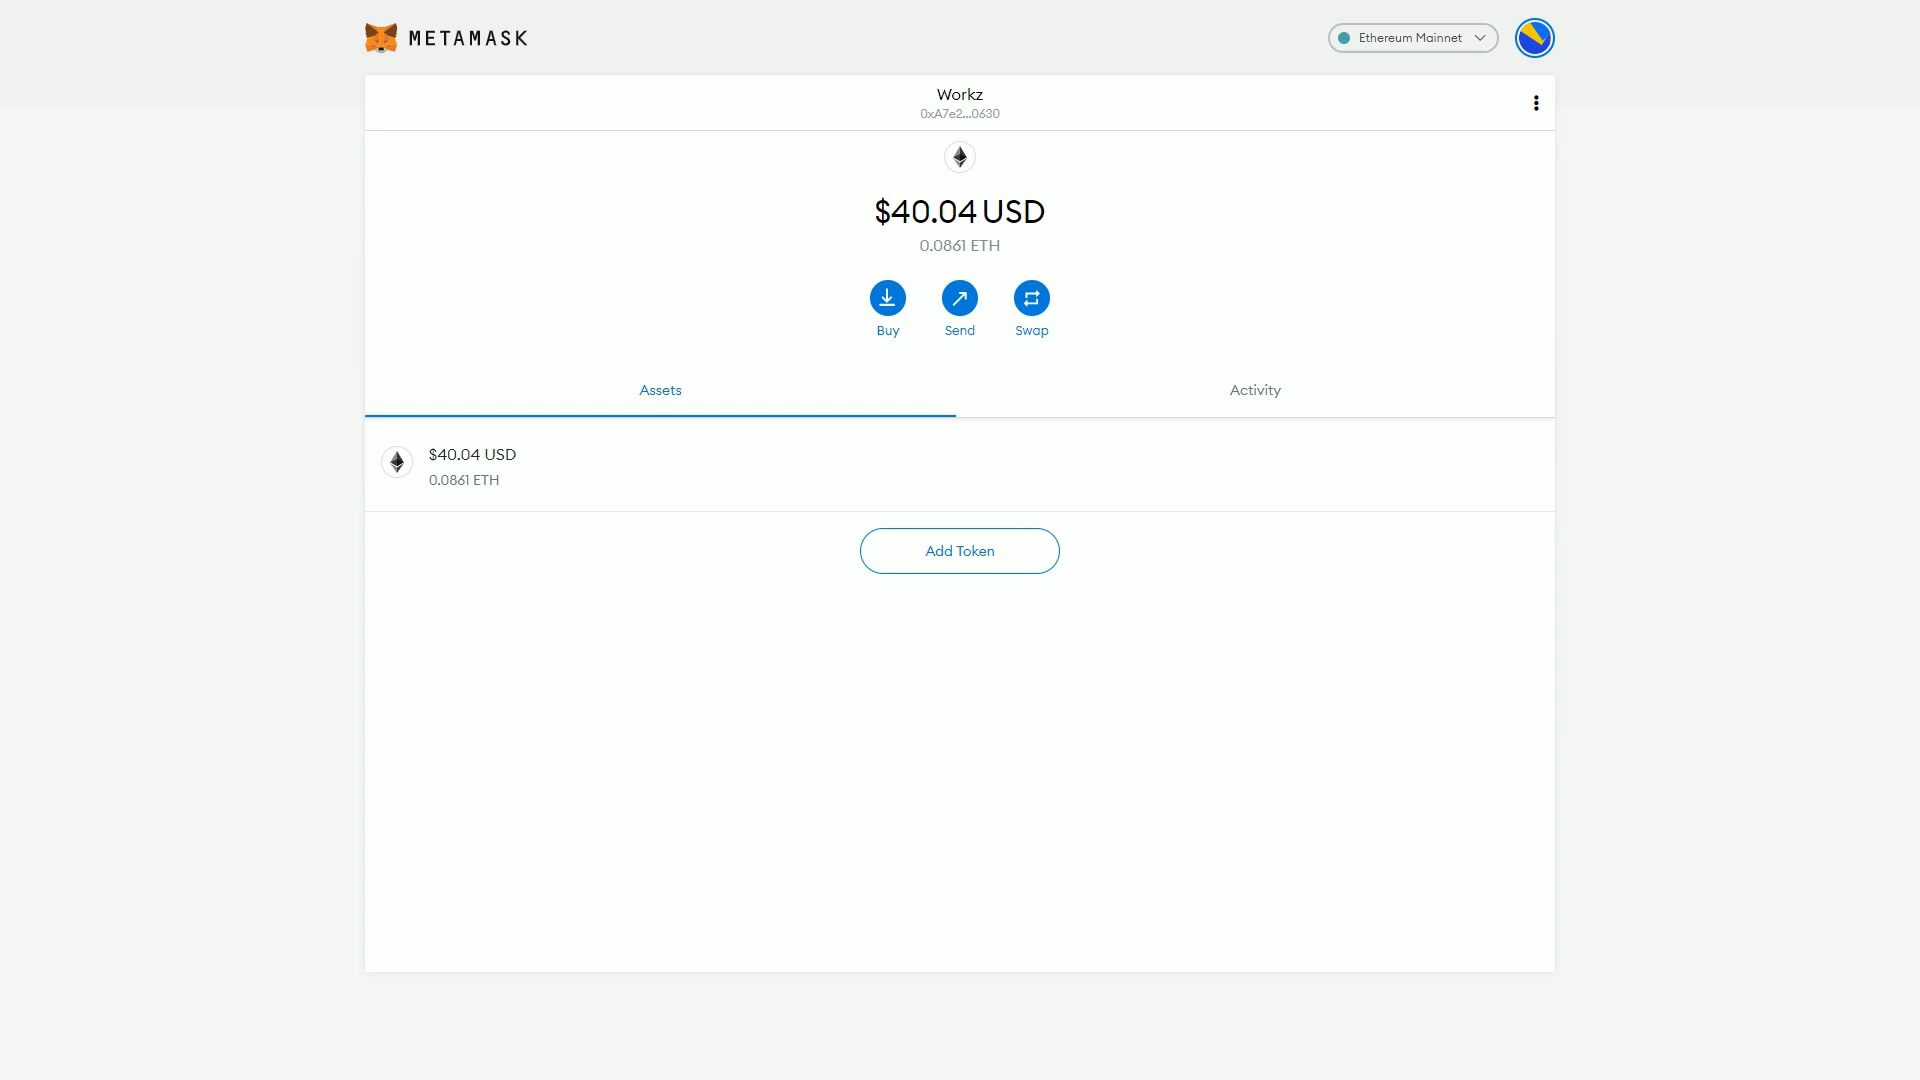 METAMASK
Ethereum Mainnet
Workz
0xA7e2...0630
$40.04 USD
0.0861 ETH
Buy
Send
Swap
Assets
Activity
$40.04 USD
0.0861 ETH
Add Token